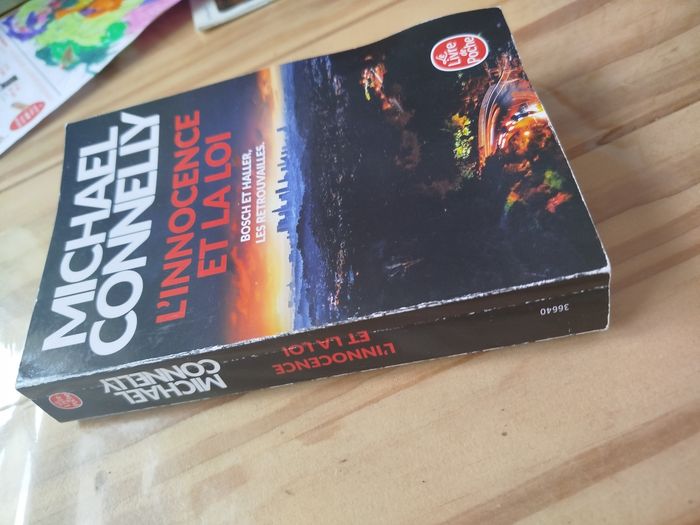 MICHAEL
CONNELLY
L'INNOCENCE
ET LA LOI
BOSCH ET HALLER,
LES RETROUVAILLES.
Le
Livre
de
Poche
MICHAEL
CONNELLY
L'INNOCENCE
ET LA LOI
36640